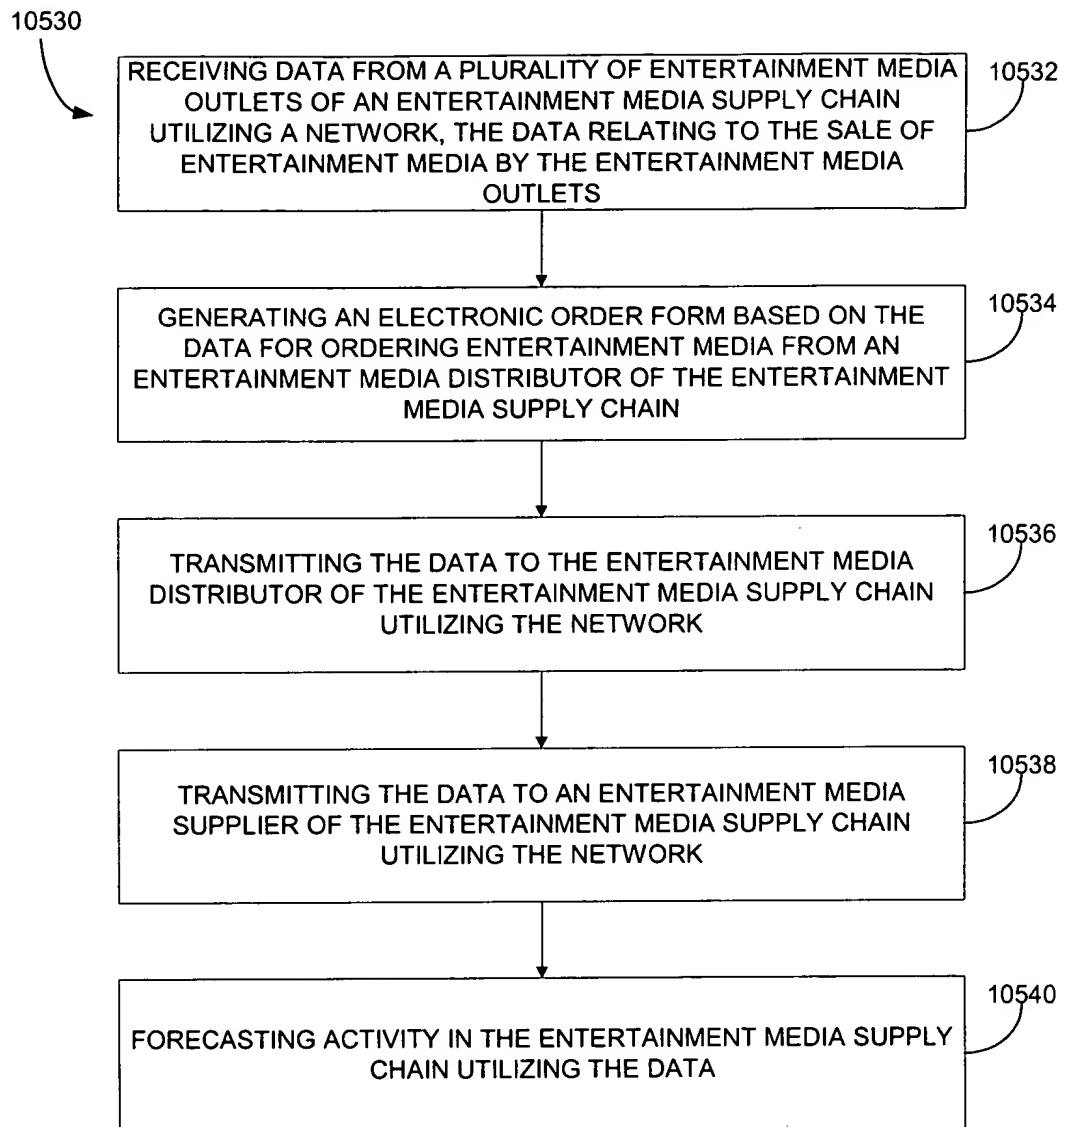 10530
RECEIVING DATA FROM A PLURALITY OF ENTERTAINMENT MEDIA
OUTLETS OF AN ENTERTAINMENT MEDIA SUPPLY CHAIN
UTILIZING A NETWORK, THE DATA RELATING TO THE SALE OF
ENTERTAINMENT MEDIA BY THE ENTERTAINMENT MEDIA
OUTLETS
10532
GENERATING AN ELECTRONIC ORDER FORM BASED ON THE
DATA FOR ORDERING ENTERTAINMENT MEDIA FROM AN
ENTERTAINMENT MEDIA DISTRIBUTOR OF THE ENTERTAINMENT
MEDIA SUPPLY CHAIN
10534
TRANSMITTING THE DATA TO THE ENTERTAINMENT MEDIA
DISTRIBUTOR OF THE ENTERTAINMENT MEDIA SUPPLY CHAIN
UTILIZING THE NETWORK
10536
TRANSMITTING THE DATA TO AN ENTERTAINMENT MEDIA
SUPPLIER OF THE ENTERTAINMENT MEDIA SUPPLY CHAIN
UTILIZING THE NETWORK
10538
FORECASTING ACTIVITY IN THE ENTERTAINMENT MEDIA SUPPLY
CHAIN UTILIZING THE DATA
10540